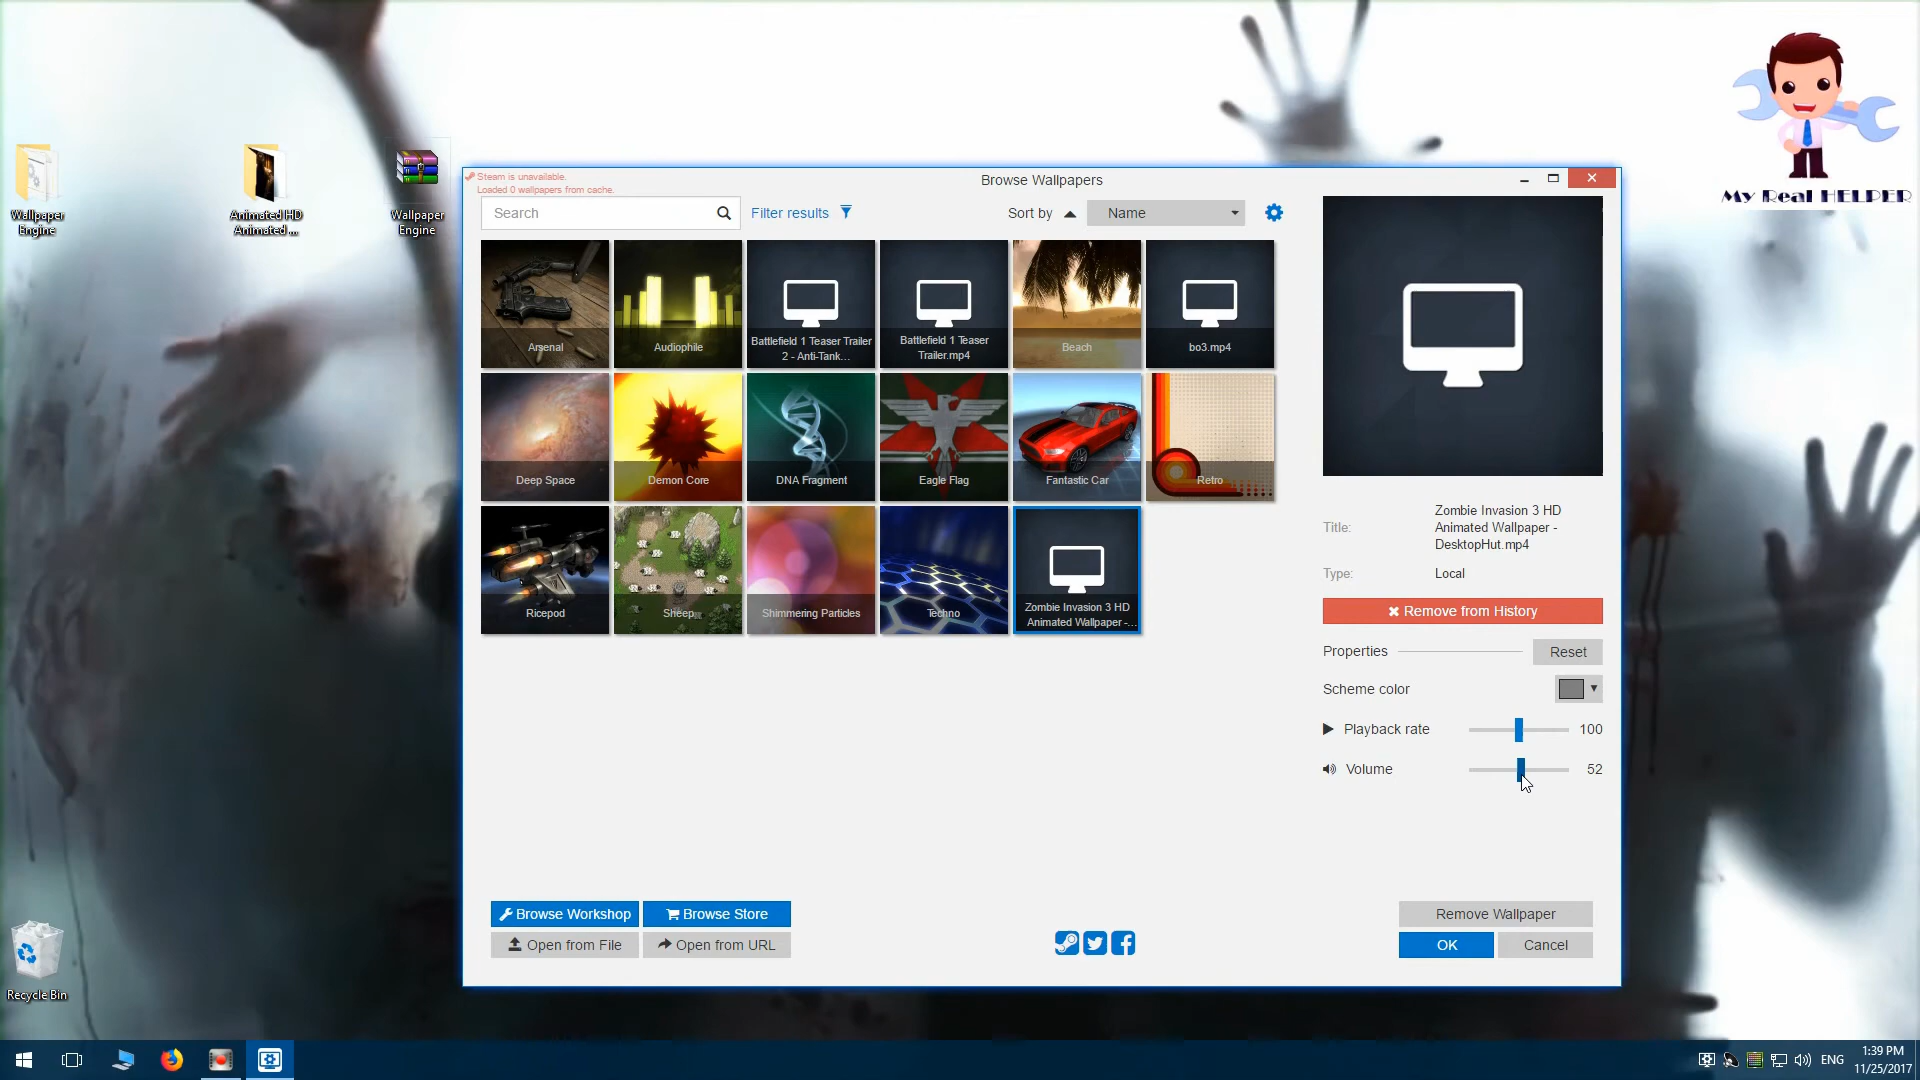 My Real HELPER
Wallpaper
Engine
Animated HD
Animated ...
Wallpaper
Engine
Recycle Bin
Steam is unavailable.
Loaded 0 wallpapers from cache.
Browse Wallpapers
Search
Filter results
Sort by
Name
Arsenal
Audiophile
Battlefield 1 Teaser Trailer
2 - Anti-Tank...
Battlefield 1 Teaser
Trailer.mp4
Beach
bo3.mp4
Deep Space
Demon Core
DNA Fragment
Eagle Flag
Fantastic Car
Retro
Ricepod
Sheep
Shimmering Particles
Techno
Zombie Invasion 3 HD
Animated Wallpaper -...
Title:
Zombie Invasion 3 HD
Animated Wallpaper -
DesktopHut.mp4
Type:
Local
Remove from History
Properties
Reset
Scheme color
Playback rate
100
Volume
52
Browse Workshop
Browse Store
Open from File
Open from URL
Remove Wallpaper
OK
Cancel
ENG
1:39 PM
11/25/2017